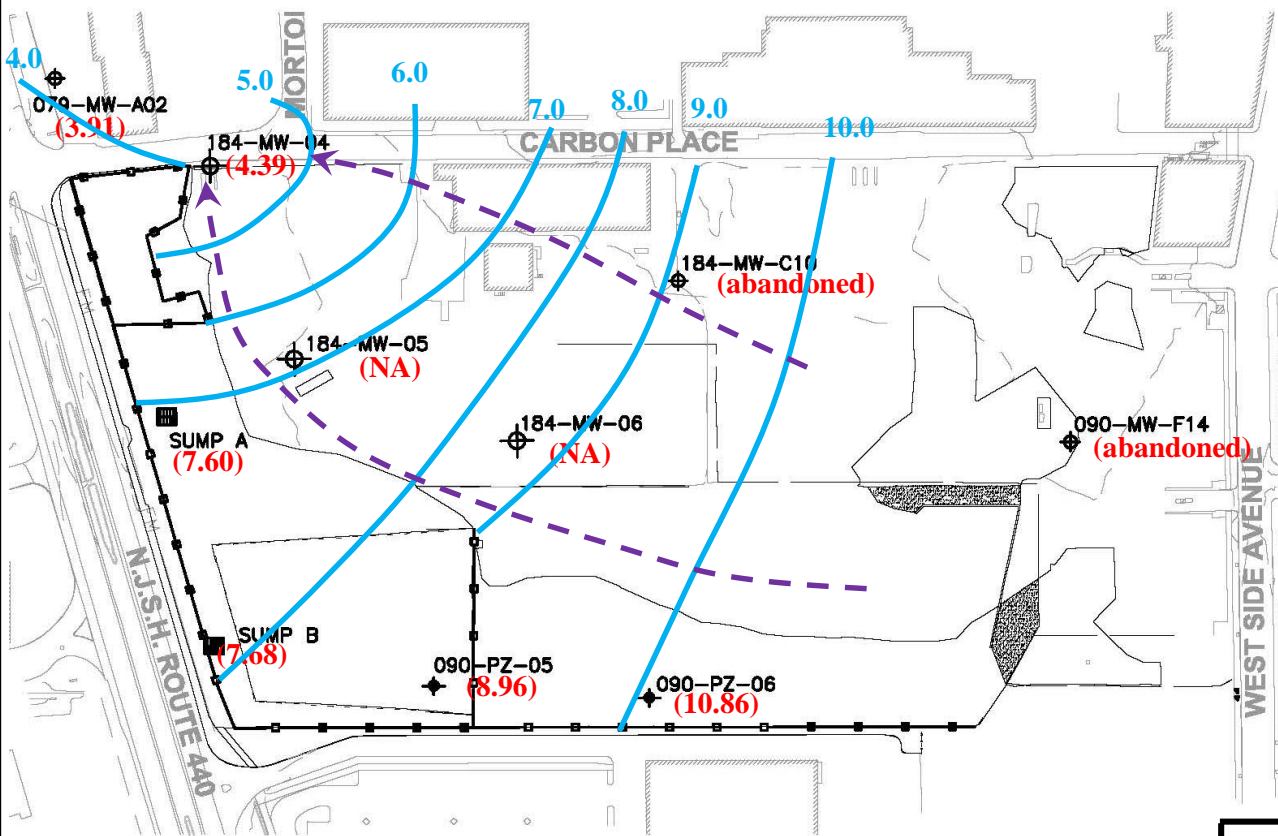 MORTO
4.0
5.0
6.0
7.0
8.0
9.0
10.0
079-MW-A02
(3.91)
184-MW-04
(4.39)
CARBON PLACE
184-MW-C10
(abandoned)
184-MW-05
(NA)
184-MW-06
(NA)
090-MW-F14
(abandoned)
SUMP A
(7.60)
SUMP B
(7.68)
090-PZ-05
(8.96)
090-PZ-06
(10.86)
N.J.S.H. ROUTE 440
WEST SIDE AVENUE